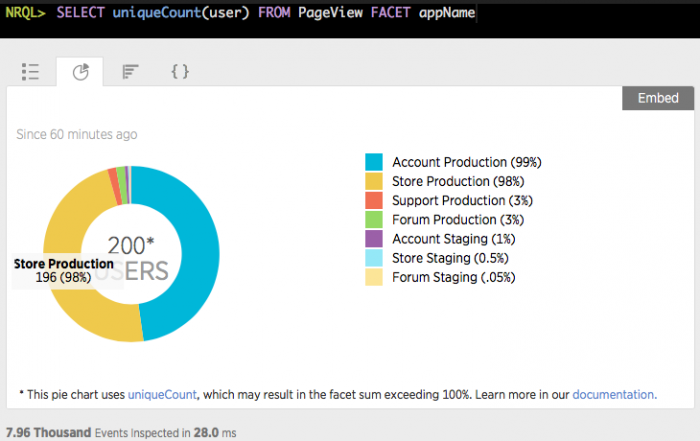 NRQL> SELECT uniqueCount(user) FROM PageView FACET appName
{ }
Embed
Since 60 minutes ago
Account Production (99%)
Store Production (98%)
Support Production (3%)
Forum Production (3%)
Account Staging (1%)
Store Staging (0.5%)
Forum Staging (.05%)
200*
USERS
Store Production
196 (98%)
* This pie chart uses uniqueCount, which may result in the facet sum exceeding 100%. Learn more in our documentation.
7.96 Thousand Events Inspected in 28.0 ms